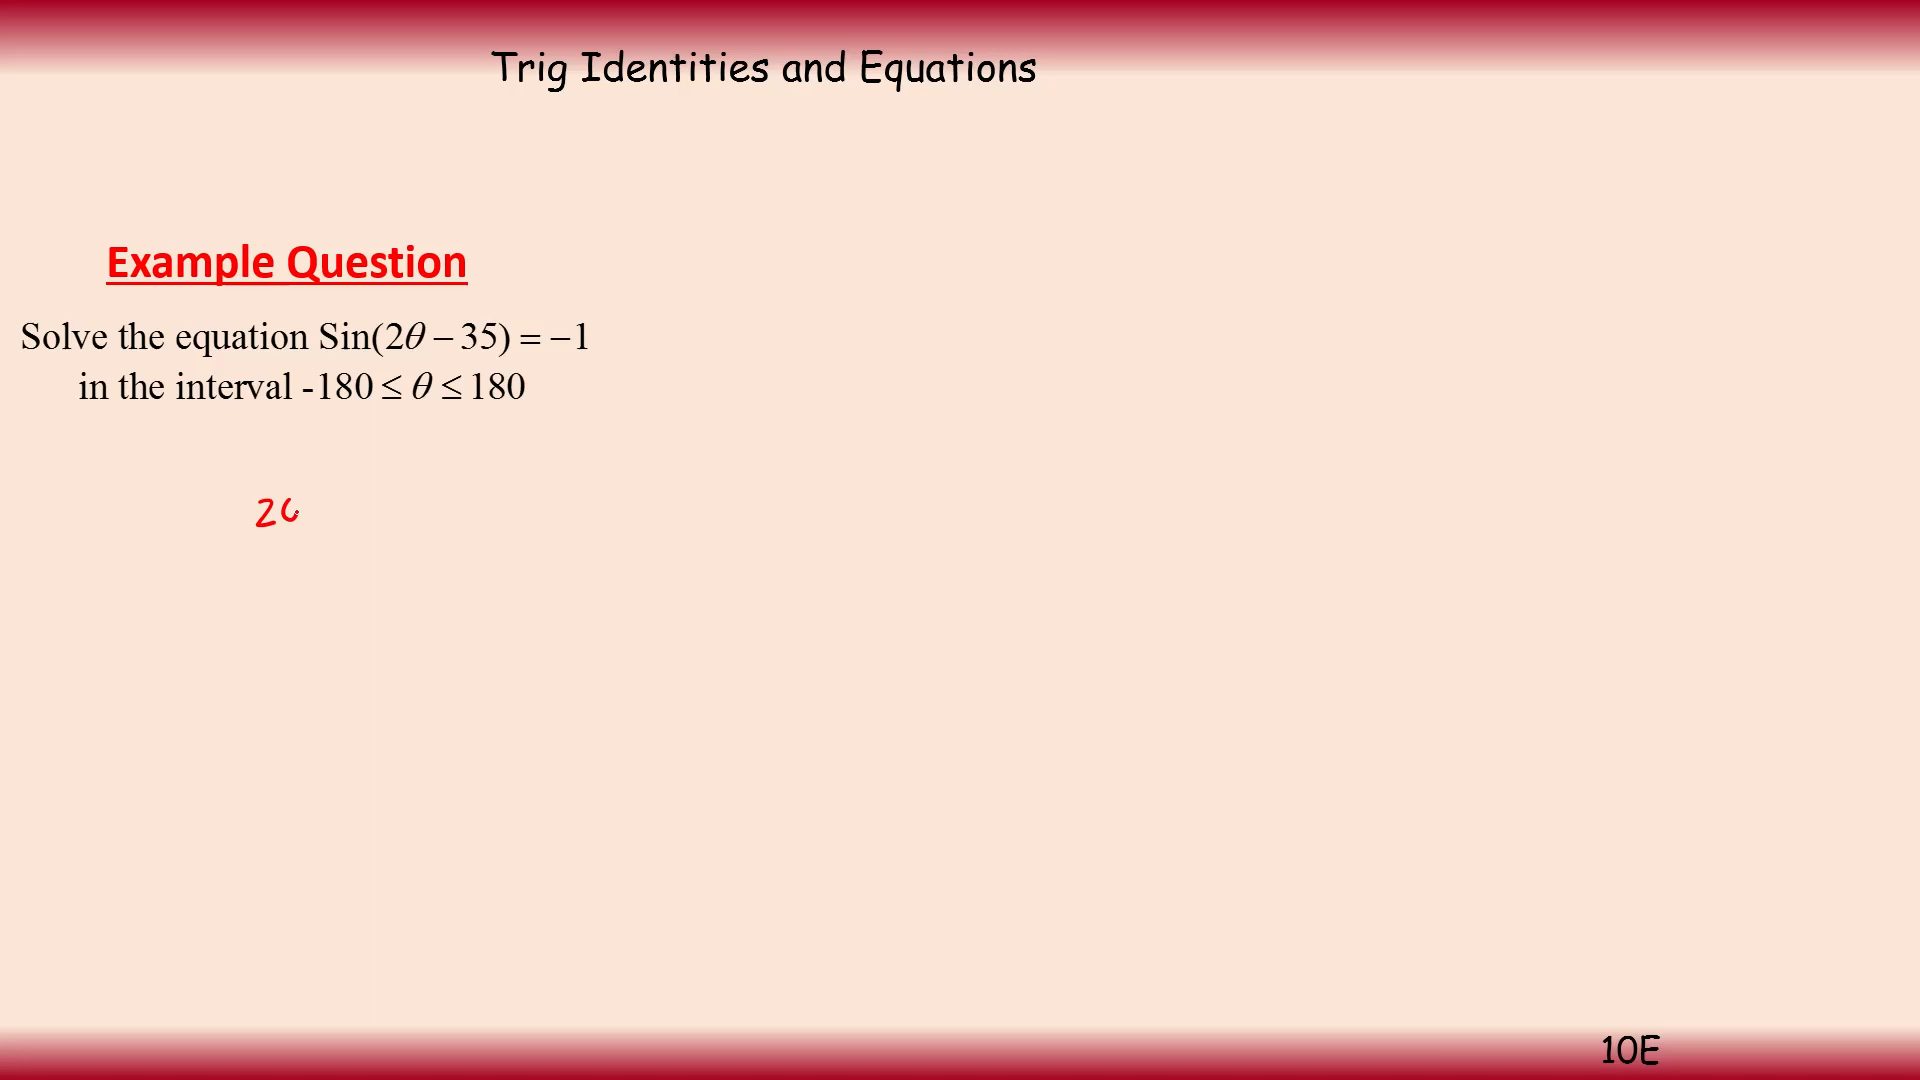 Trig Identities and Equations
Example Question
Solve the equation Sin(2θ − 35) = −1
in the interval -180 ≤ θ ≤ 180
2
10E